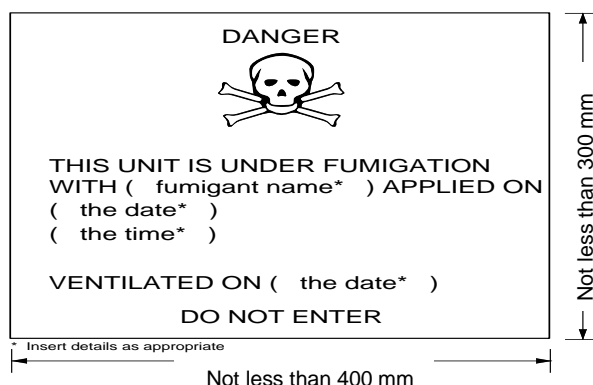 DANGER
THIS UNIT IS UNDER FUMIGATION
WITH ( fumigant name* ) APPLIED ON
( the date* )
( the time* )
VENTILATED ON ( the date* )
DO NOT ENTER
* Insert details as appropriate
Not less than 400 mm
Not less than 300 mm